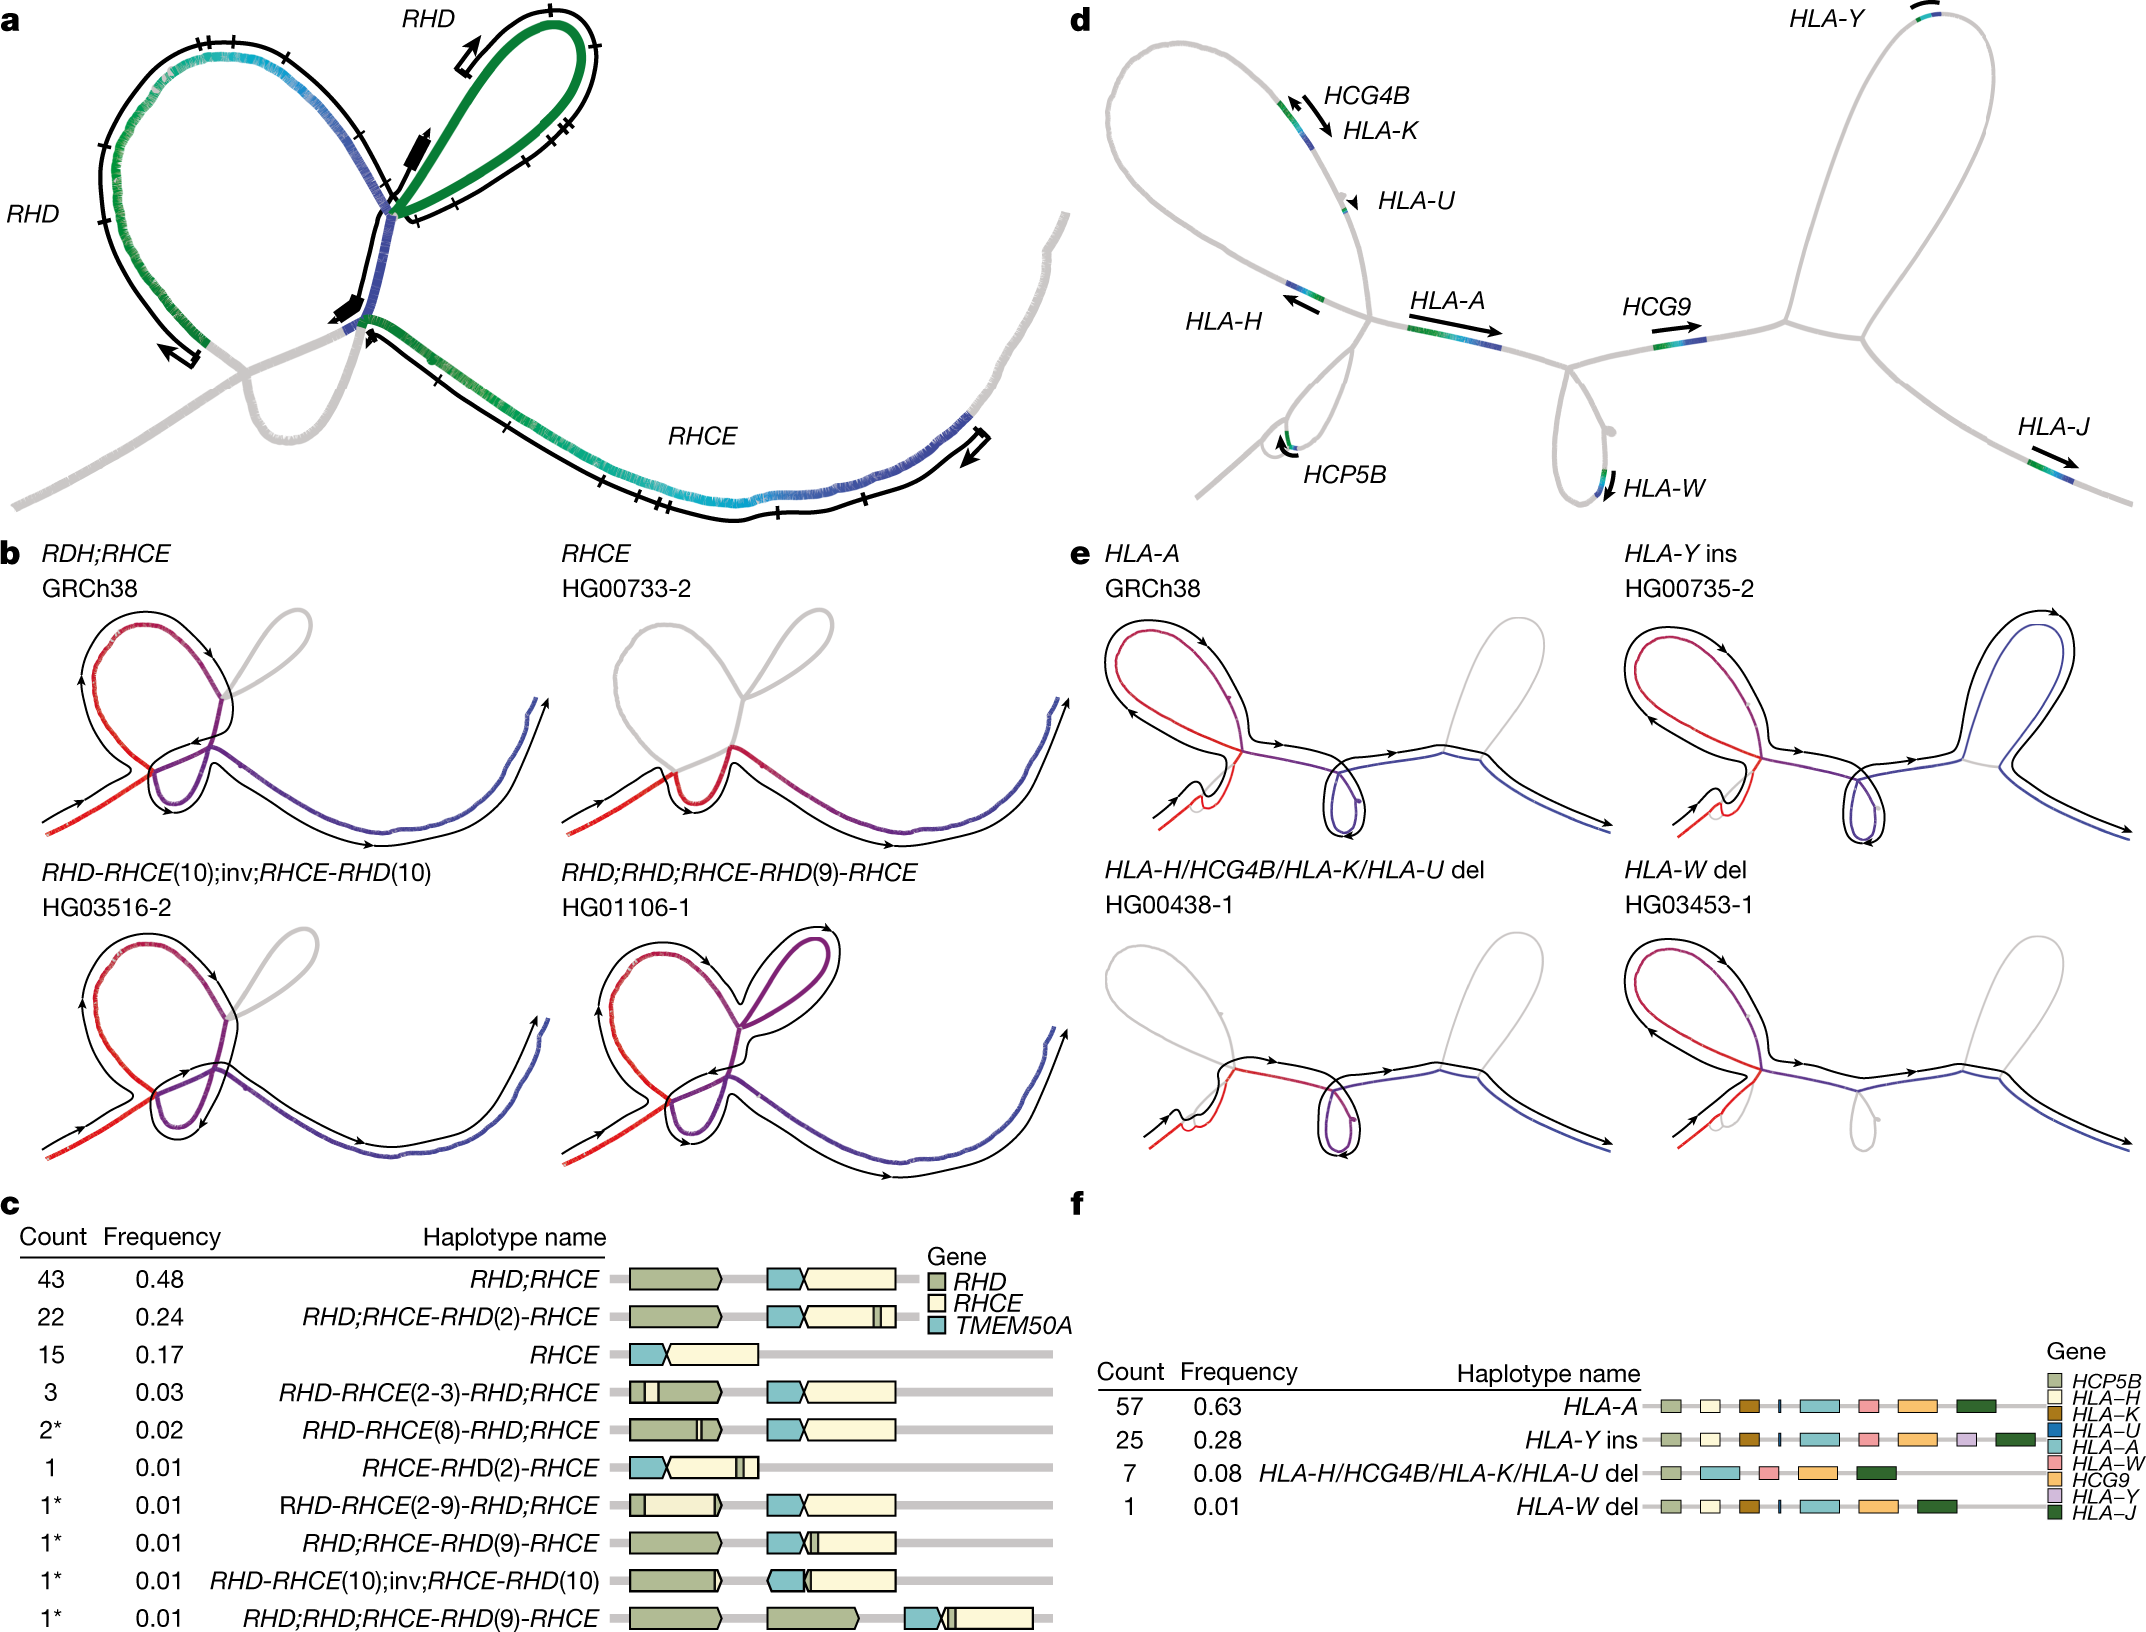 a
RHD
RHD
RHCE
d
HLA-Y
HCG4B
HLA-K
HLA-U
HLA-H
HLA-A
HCG9
HLA-J
HCP5B
HLA-W
b
RDH;RHCE
GRCh38
RHCE
HG00733-2
RHD-RHCE(10);inv;RHCE-RHD(10)
HG03516-2
RHD;RHD;RHCE-RHD(9)-RHCE
HG01106-1
e
HLA-A
GRCh38
HLA-Y ins
HG00735-2
HLA-H/HCG4B/HLA-K/HLA-U del
HG00438-1
HLA-W del
HG03453-1
c
Count Frequency Haplotype name
43 0.48 RHD;RHCE
22 0.24 RHD;RHCE-RHD(2)-RHCE
15 0.17 RHCE
3 0.03 RHD-RHCE(2-3)-RHD;RHCE
2* 0.02 RHD-RHCE(8)-RHD;RHCE
1 0.01 RHCE-RHD(2)-RHCE
1* 0.01 RHD-RHCE(2-9)-RHD;RHCE
1* 0.01 RHD;RHCE-RHD(9)-RHCE
1* 0.01 RHD-RHCE(10);inv;RHCE-RHD(10)
1* 0.01 RHD;RHD;RHCE-RHD(9)-RHCE
Gene
RHD
RHCE
TMEM50A
f
Count Frequency Haplotype name
57 0.63 HLA-A
25 0.28 HLA-Y ins
7 0.08 HLA-H/HCG4B/HLA-K/HLA-U del
1 0.01 HLA-W del
Gene
HCP5B
HLA-H
HLA-K
HLA-U
HLA-A
HLA-W
HCG9
HLA-Y
HLA-J